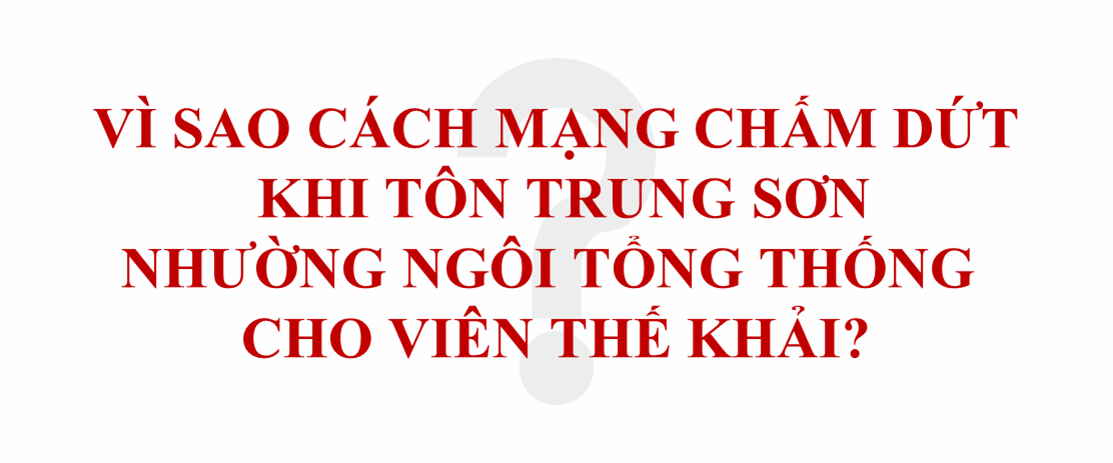 VÌ SAO CÁCH MẠNG CHẤM DỨT
KHI TÔN TRUNG SƠN
NHƯỜNG NGÔI TỔNG THỐNG
CHO VIÊN THẾ KHẢI?